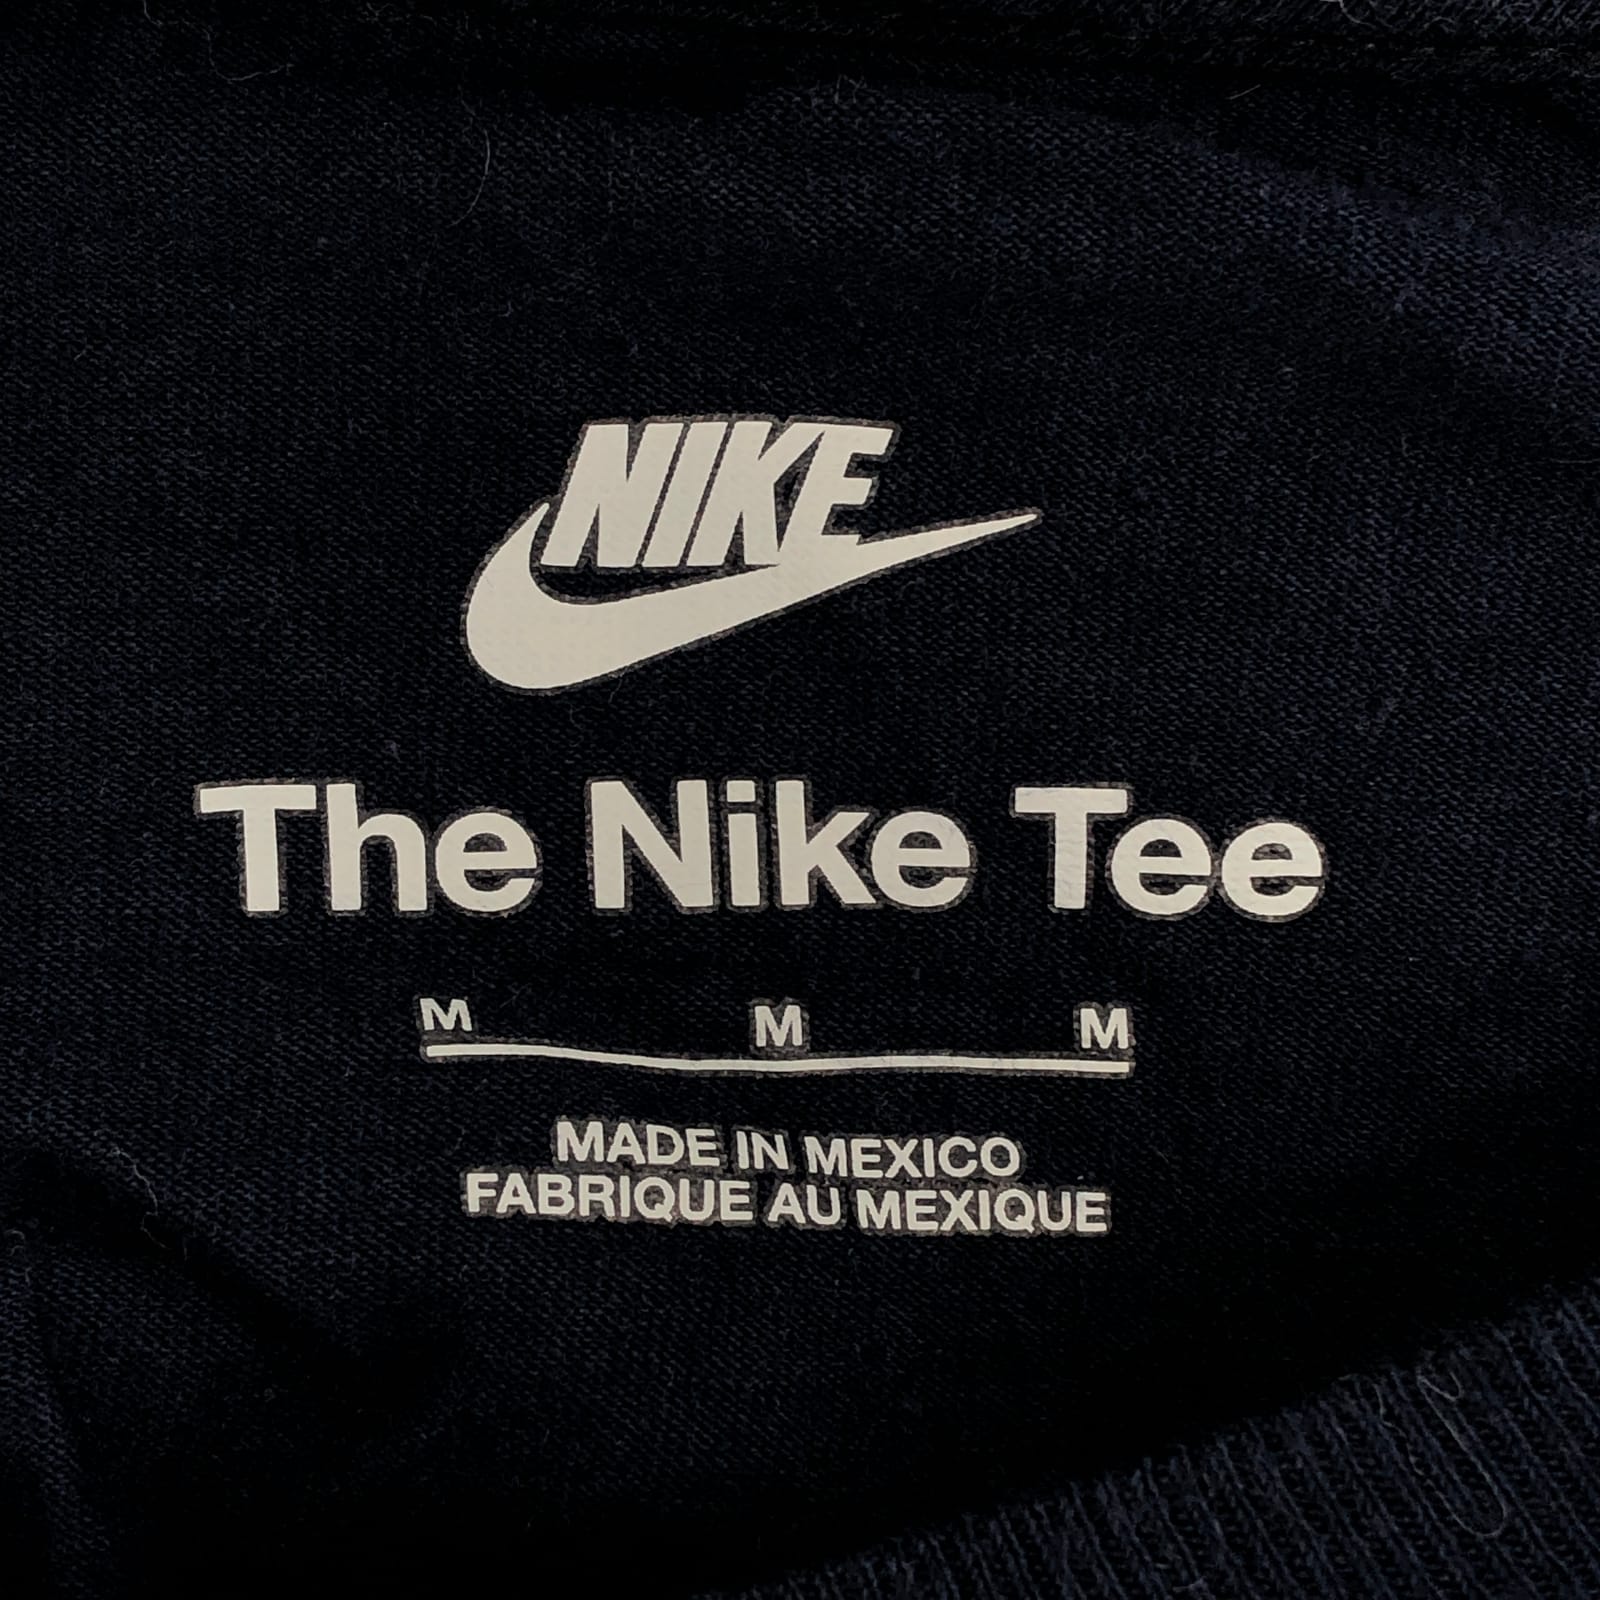 NIKE
The Nike Tee
M M M
MADE IN MEXICO
FABRIQUE AU MEXIQUE